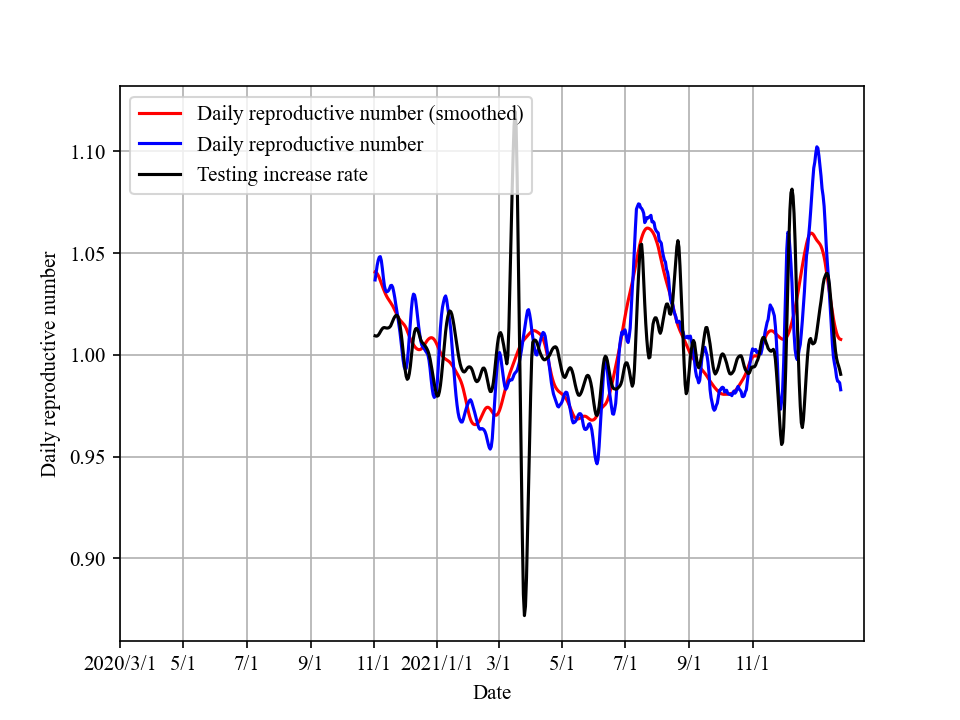 Daily reproductive number (smoothed)
Daily reproductive number
Testing increase rate
1.10
1.05
1.00
0.95
0.90
Daily reproductive number
2020/3/1 5/1 7/1 9/1 11/1 2021/1/1 3/1 5/1 7/1 9/1 11/1
Date